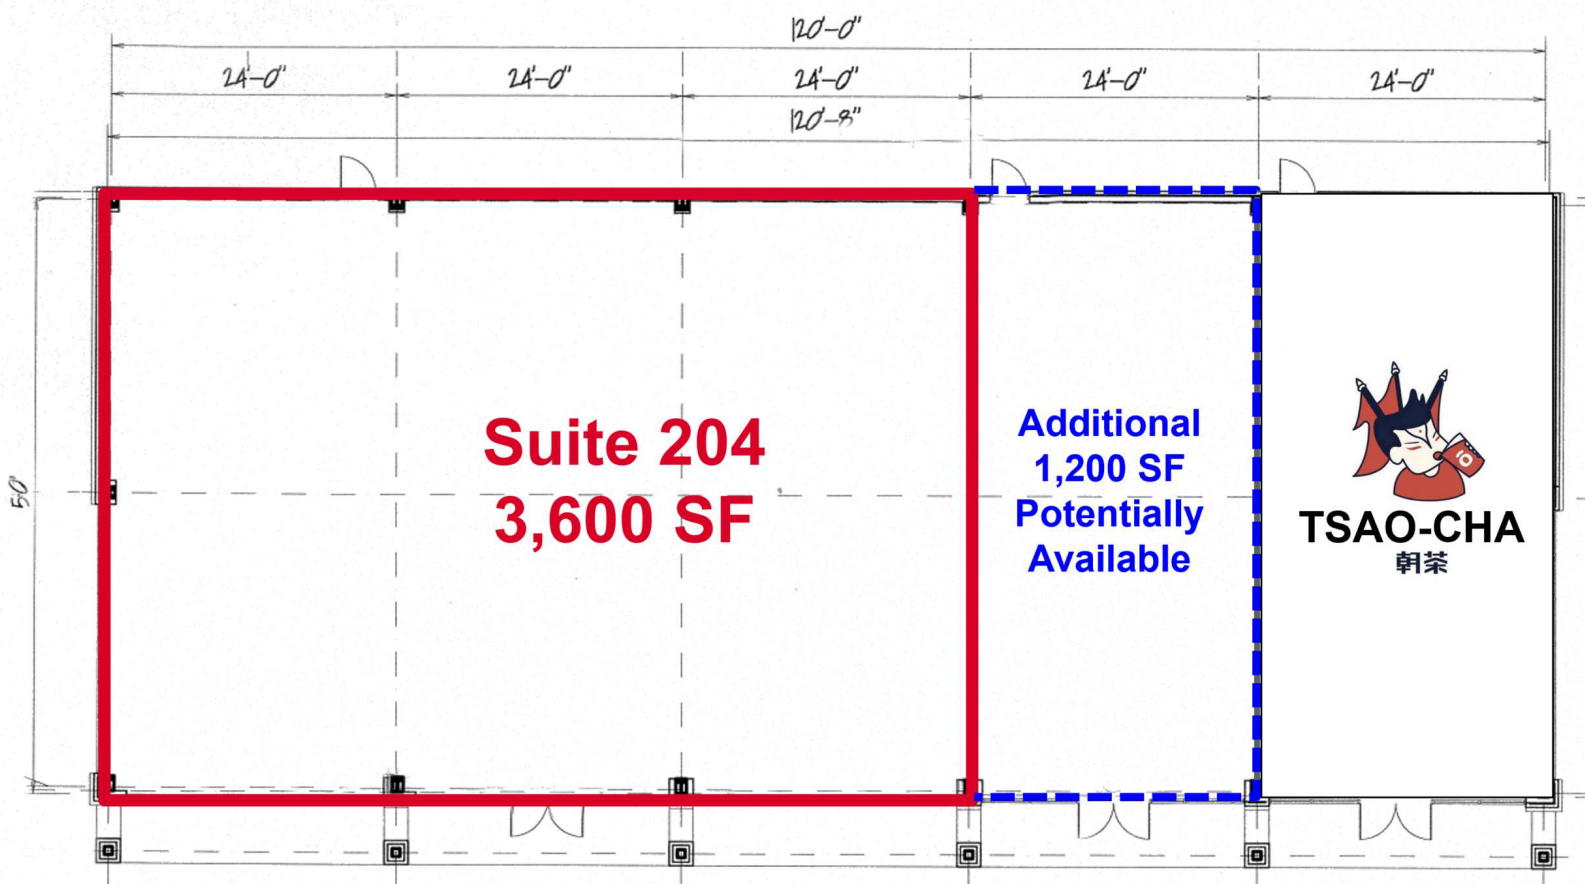 120'-0"
24'-0" 24'-0" 24'-0" 24'-0" 24'-0"
120'-8"
50'
Suite 204
3,600 SF
Additional
1,200 SF
Potentially
Available
TSAO-CHA
朝茶